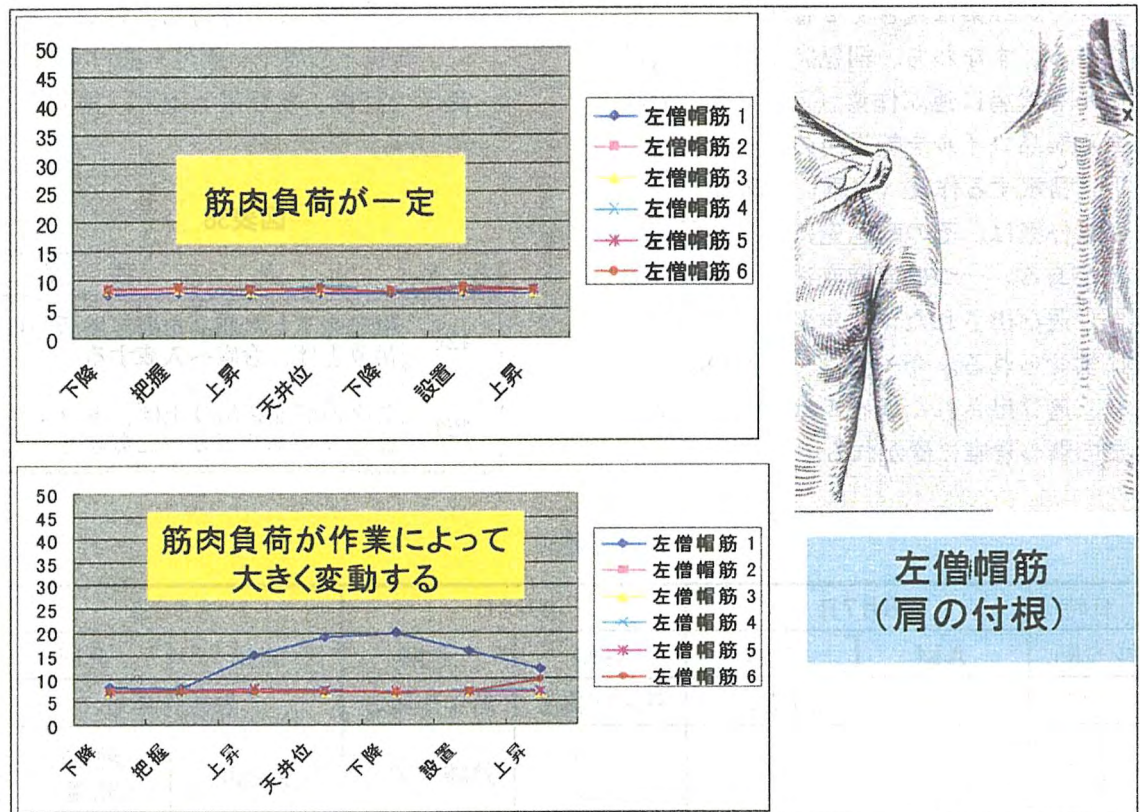 50
45
40
35
30
25
20
15
10
5
0
筋肉負荷が一定
下降
把握
上昇
天井位
下降
設置
上昇
左僧帽筋 1
左僧帽筋 2
左僧帽筋 3
左僧帽筋 4
左僧帽筋 5
左僧帽筋 6
x
50
45
40
35
30
25
20
15
10
5
0
筋肉負荷が作業によって
大きく変動する
下降
把握
上昇
天井位
下降
設置
上昇
左僧帽筋 1
左僧帽筋 2
左僧帽筋 3
左僧帽筋 4
左僧帽筋 5
左僧帽筋 6
左僧帽筋
(肩の付根)